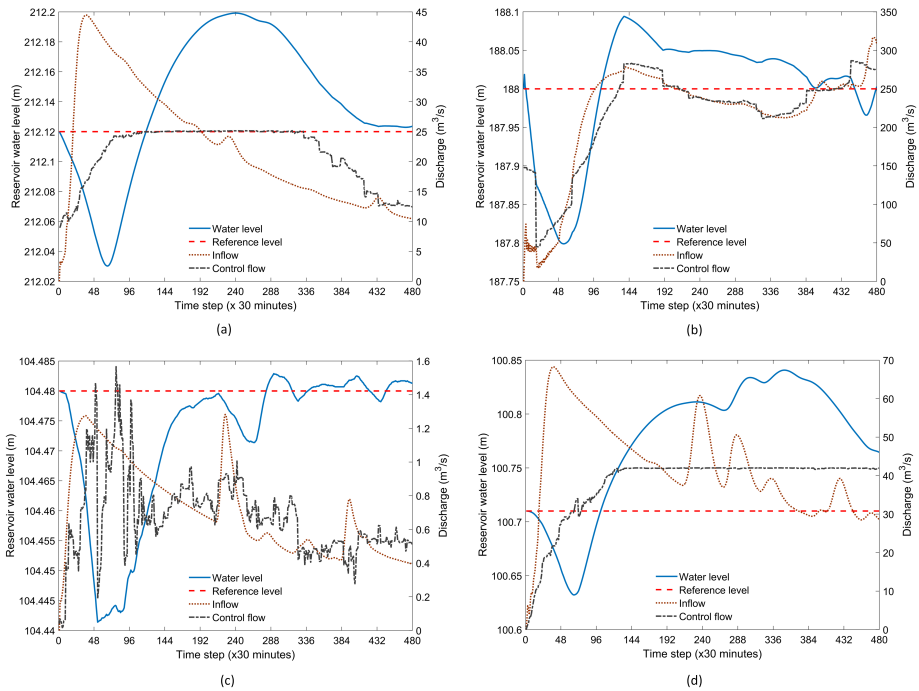 212.2
212.18
212.16
212.14
212.12
212.1
212.08
212.06
212.04
212.02
Reservoir water level (m)
45
40
35
30
25
20
15
10
5
0
Discharge (m³/s)
Water level
Reference level
Inflow
Control flow
0 48 96 144 192 240 288 336 384 432 480
Time step (x 30 minutes)
(a)
188.1
188.05
188
187.95
187.9
187.85
187.8
187.75
Reservoir water level (m)
350
300
250
200
150
100
50
0
Discharge (m³/s)
Water level
Reference level
Inflow
Control flow
0 48 96 144 192 240 288 336 384 432 480
Time step (x30 minutes)
(b)
104.485
104.48
104.475
104.47
104.465
104.46
104.455
104.45
104.445
104.44
Reservoir water level (m)
1.6
1.4
1.2
1
0.8
0.6
0.4
0.2
0
Discharge (m³/s)
Water level
Reference level
Inflow
Control flow
0 48 96 144 192 240 288 336 384 432 480
Time step (x30 minutes)
(c)
100.85
100.8
100.75
100.7
100.65
100.6
Reservoir water level (m)
70
60
50
40
30
20
10
0
Discharge (m³/s)
Water level
Reference level
Inflow
Control flow
0 48 96 144 192 240 288 336 384 432 480
Time step (x30 minutes)
(d)